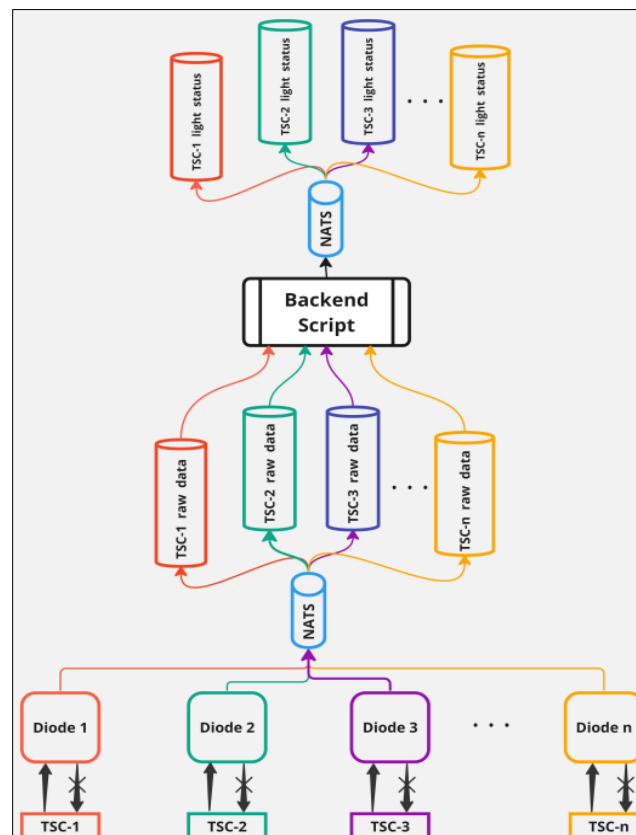 TSC-1 light status
TSC-2 light status
TSC-3 light status
. . .
TSC-n light status
NATS
Backend
Script
TSC-1 raw data
TSC-2 raw data
TSC-3 raw data
. . .
TSC-n raw data
NATS
Diode 1
Diode 2
Diode 3
. . .
Diode n
TSC-1
TSC-2
TSC-3
TSC-n